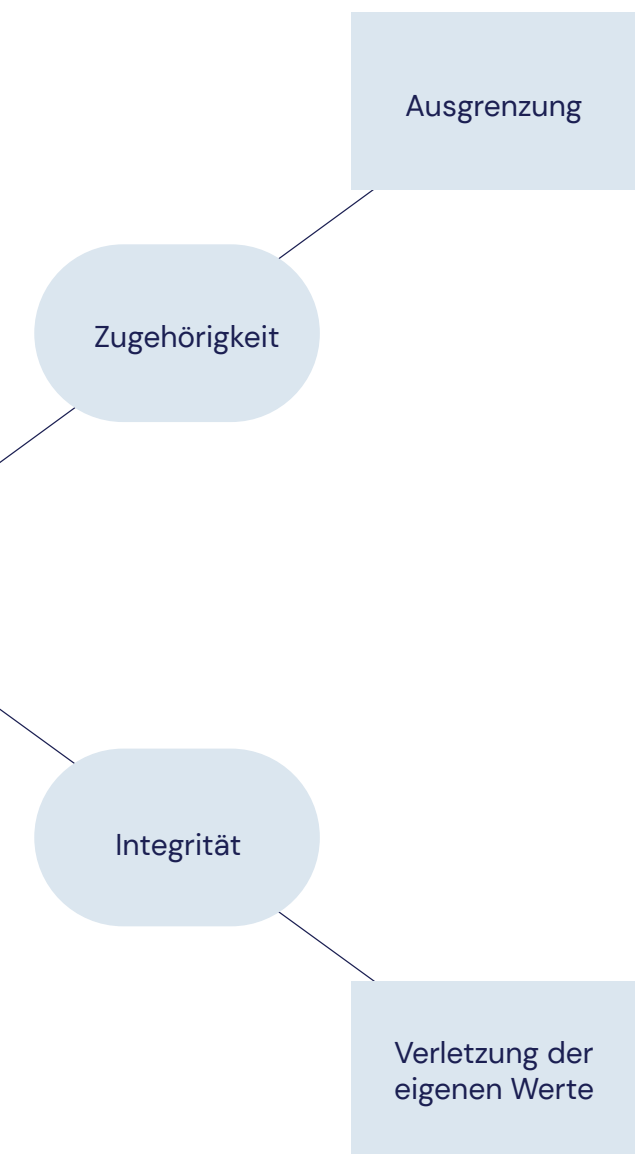 Ausgrenzung
Zugehörigkeit
Integrität
Verletzung der
eigenen Werte